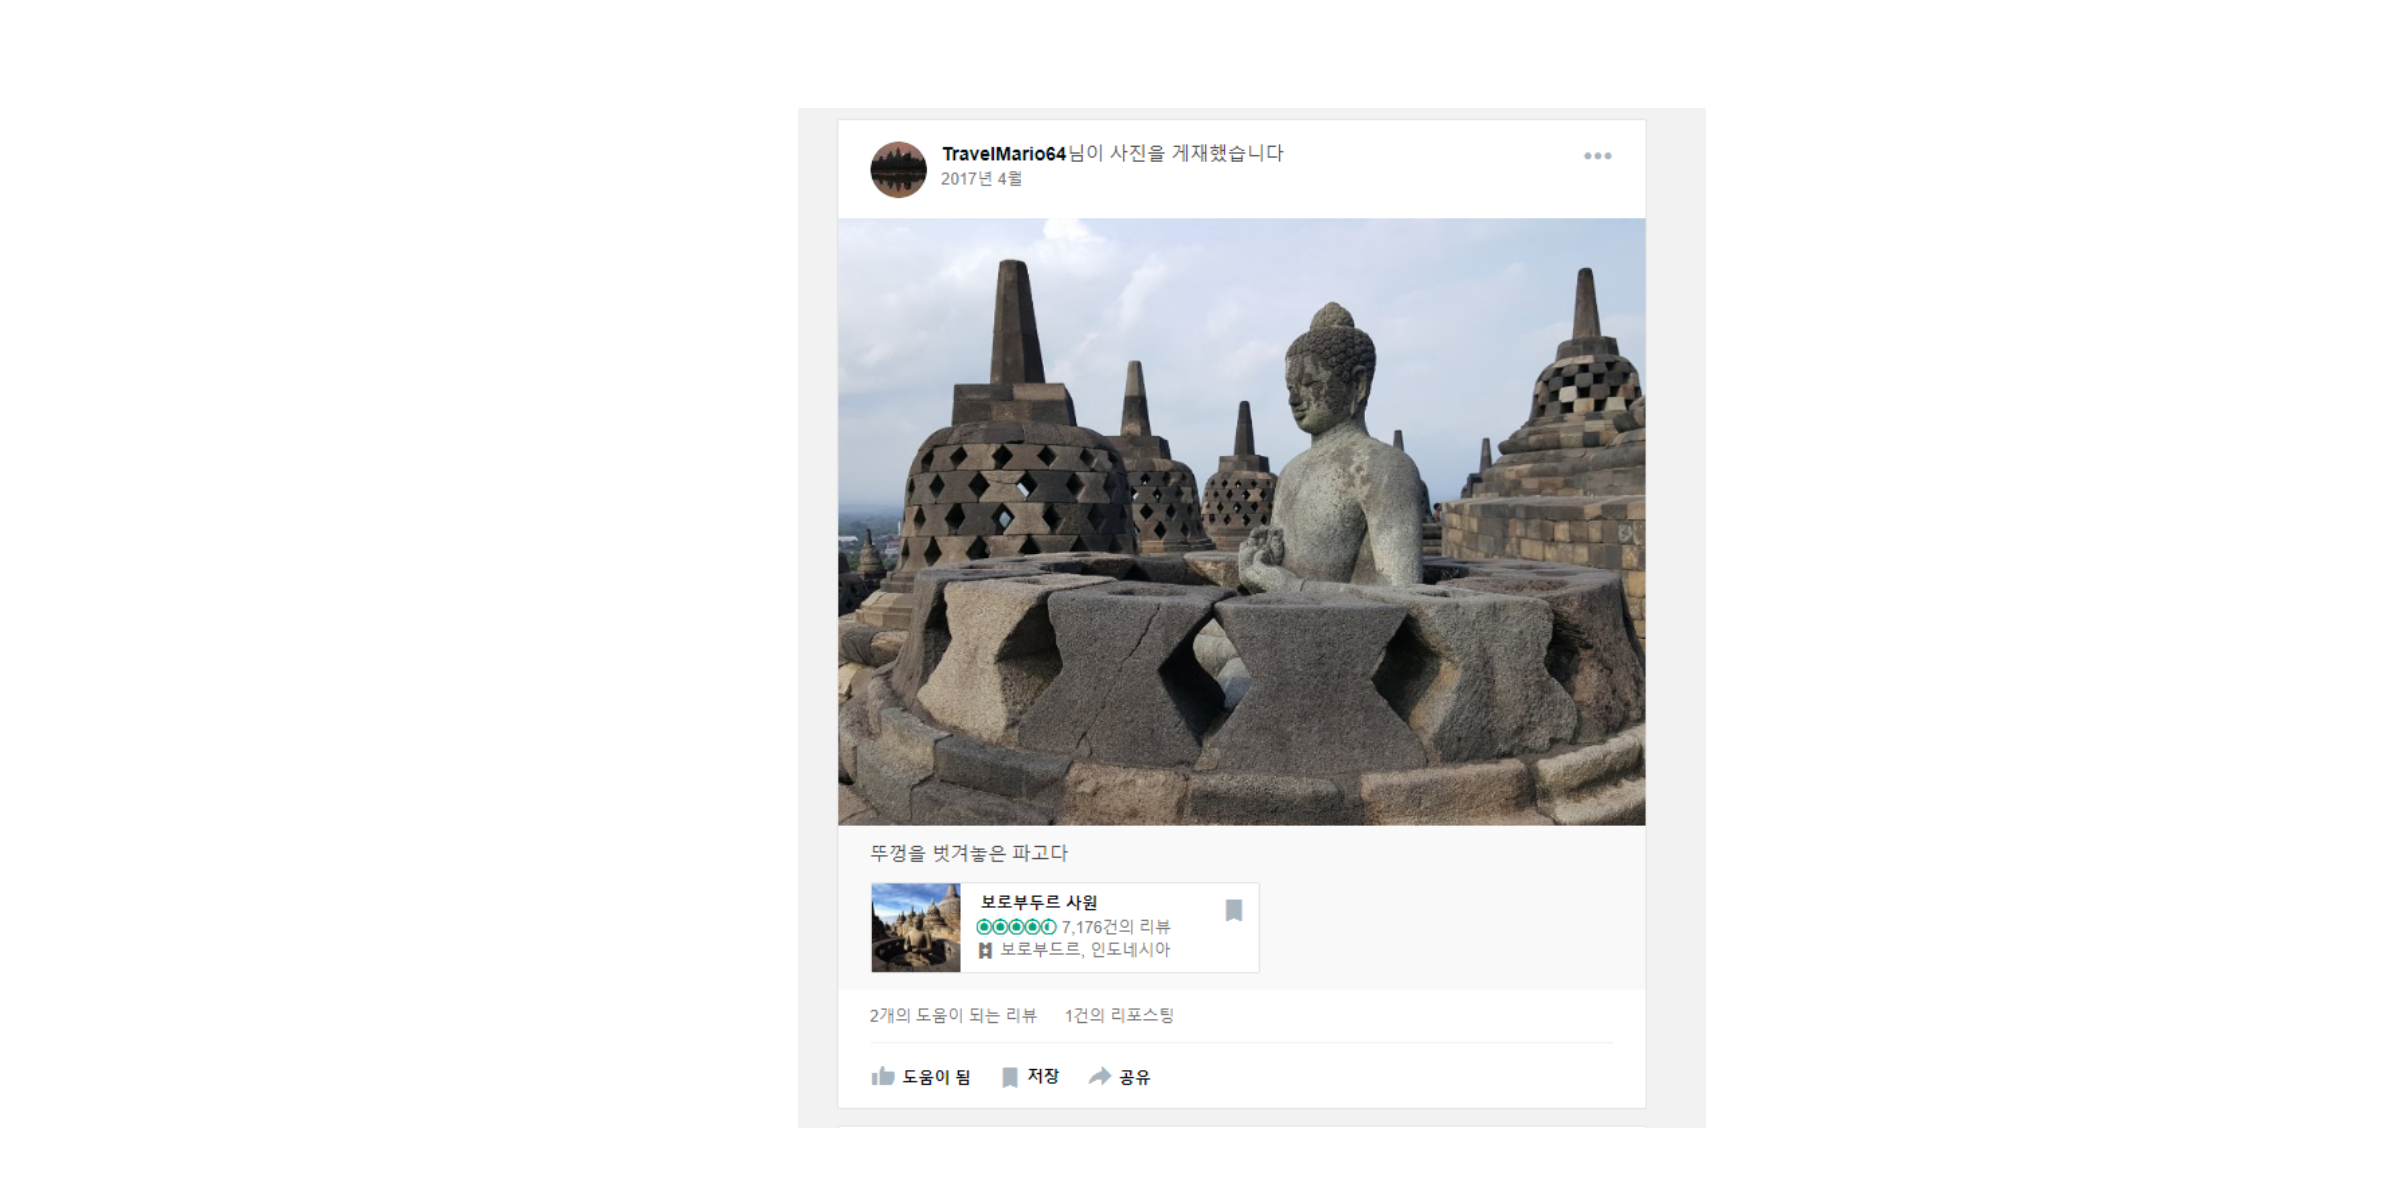 TravelMario64님이 사진을 게재했습니다
2017년 4월
뚜껑을 벗겨놓은 파고다
보로부두르 사원
7,176건의 리뷰
보로부드르, 인도네시아
2개의 도움이 되는 리뷰 1건의 리포스팅
도움이 됨 저장 공유